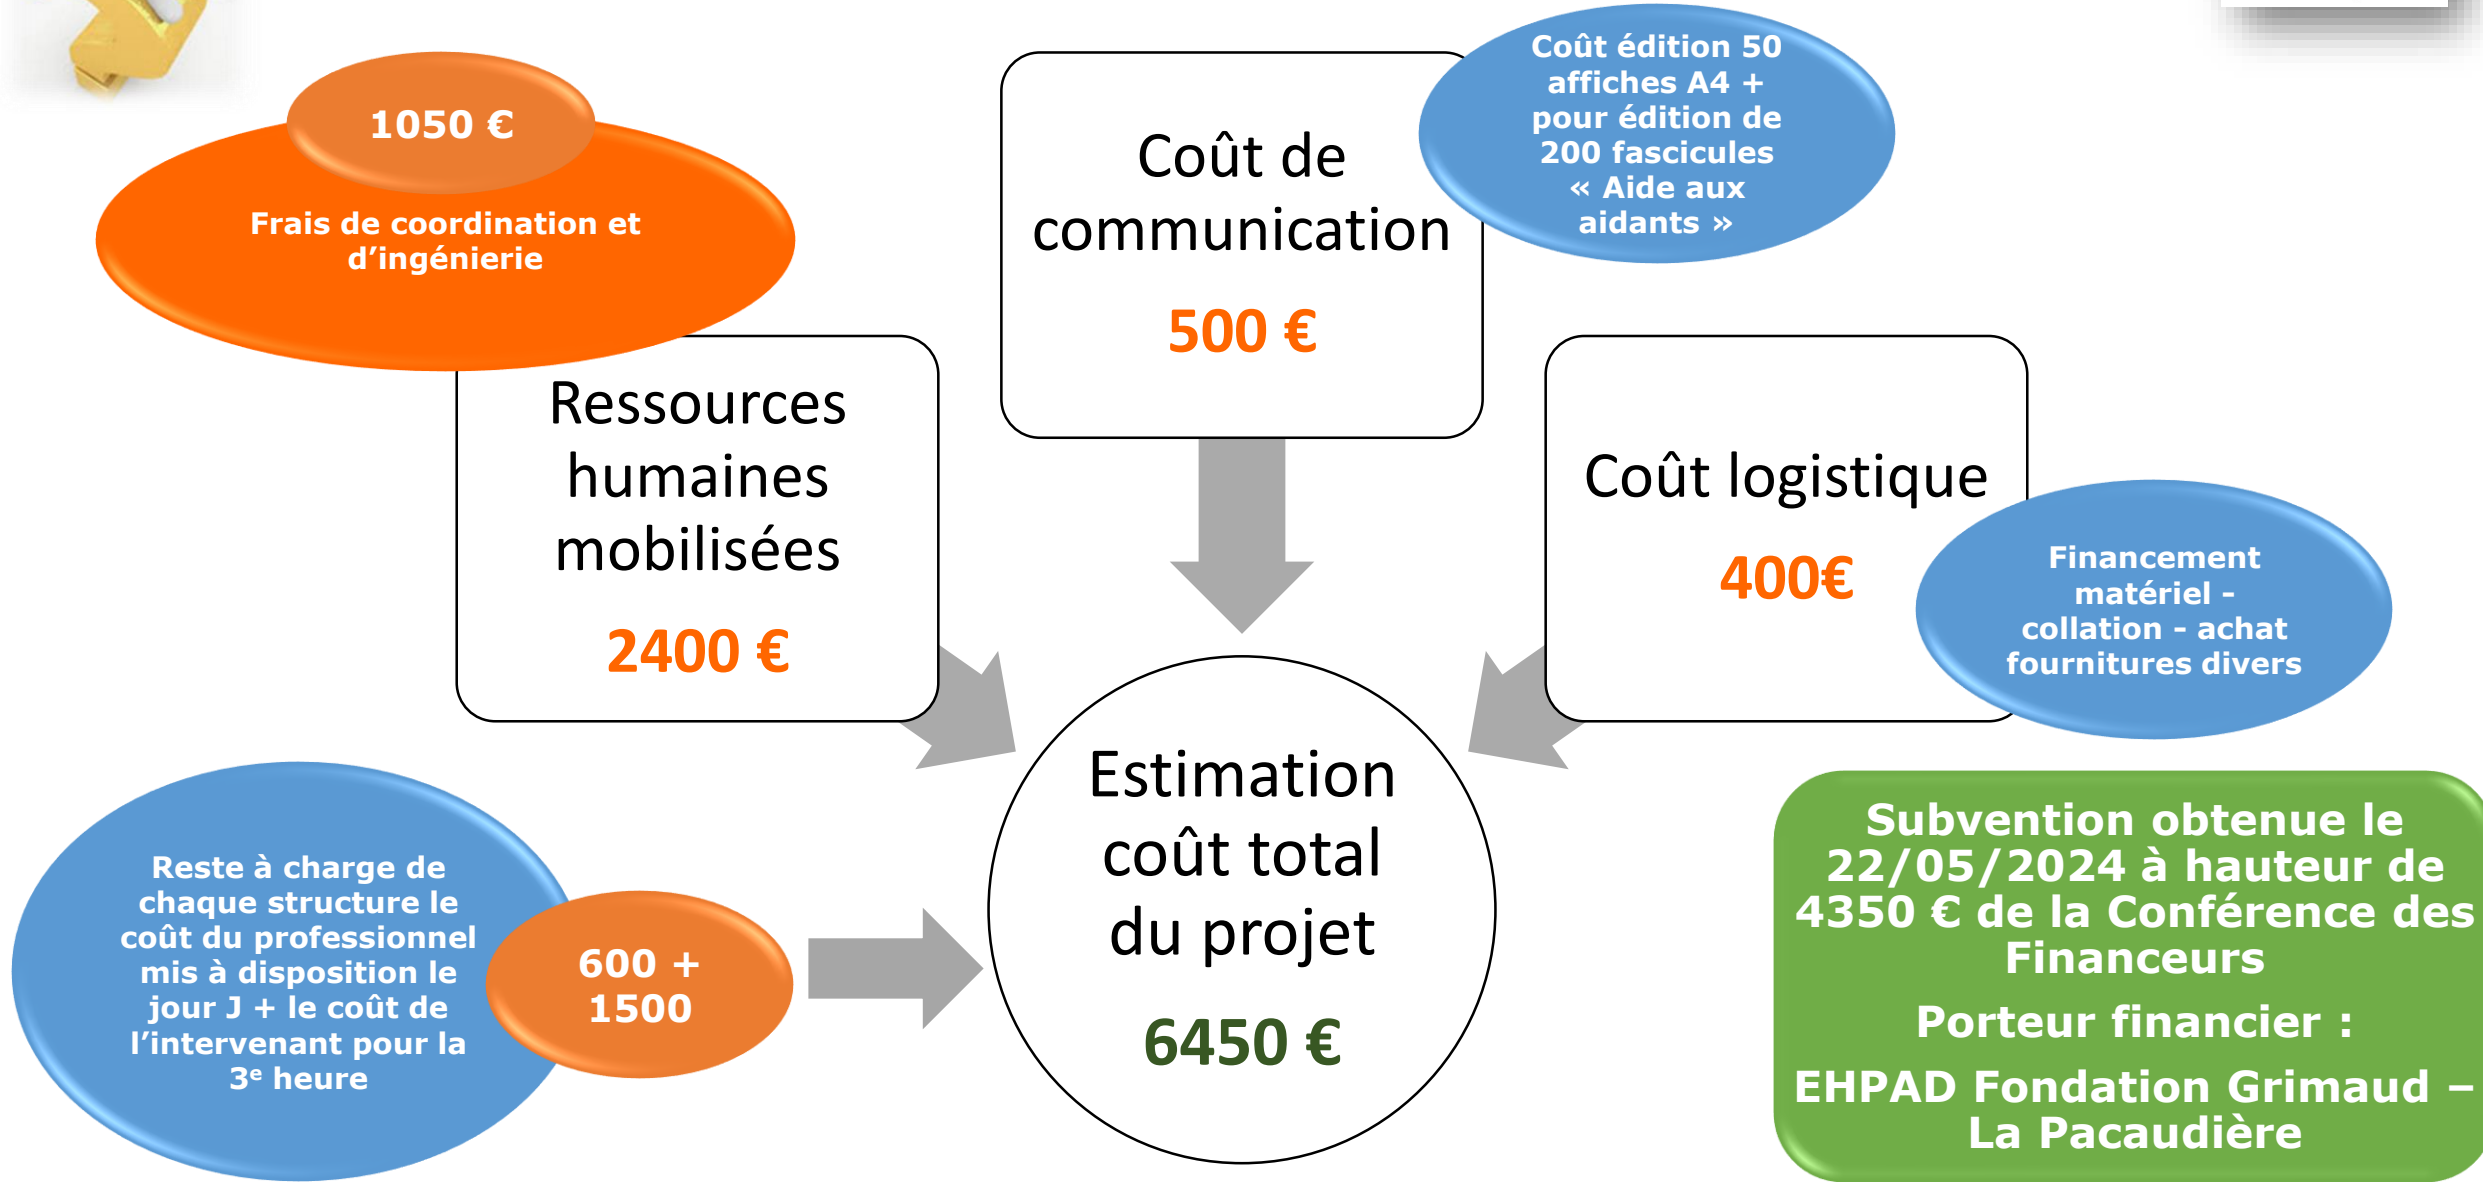 1050 €
Frais de coordination et
d’ingénierie
Coût de
communication
500 €
Coût édition 50
affiches A4 +
pour édition de
200 fascicules
« Aide aux
aidants »
Ressources
humaines
mobilisées
2400 €
Coût logistique
400€
Financement
matériel –
collation – achat
fournitures divers
Reste à charge de
chaque structure le
coût du professionnel
mis à disposition le
jour J + le coût de
l’intervenant pour la
3e heure
600 +
1500
Estimation
coût total
du projet
6450 €
Subvention obtenue le
22/05/2024 à hauteur de
4350 € de la Conférence des
Financeurs
Porteur financier :
EHPAD Fondation Grimaud –
La Pacaudière